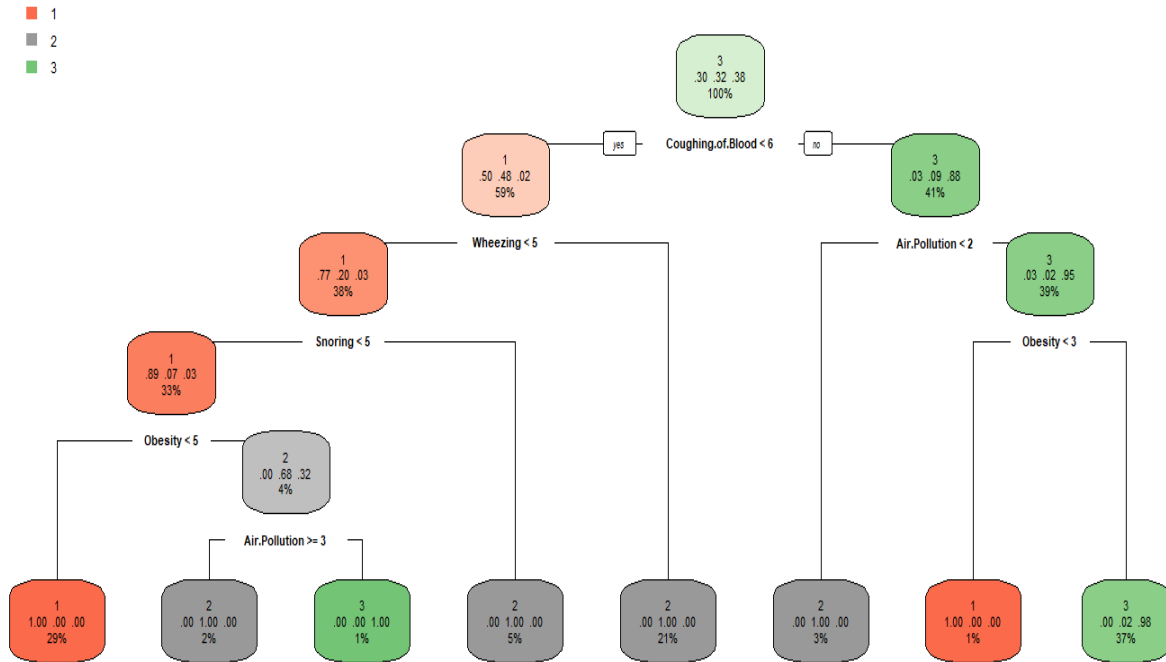 1
2
3
3
.30 .32 .38
100%
yes
Coughing.of.Blood < 6
no
1
.50 .48 .02
59%
3
.03 .09 .88
41%
Wheezing < 5
Air.Pollution < 2
1
.77 .20 .03
38%
3
.03 .02 .95
39%
Snoring < 5
Obesity < 3
1
.89 .07 .03
33%
Obesity < 5
2
.00 .68 .32
4%
Air.Pollution >= 3
1
1.00 .00 .00
29%
2
.00 1.00 .00
2%
3
.00 .00 1.00
1%
2
.00 1.00 .00
5%
2
.00 1.00 .00
21%
2
.00 1.00 .00
3%
1
1.00 .00 .00
1%
3
.00 .02 .98
37%